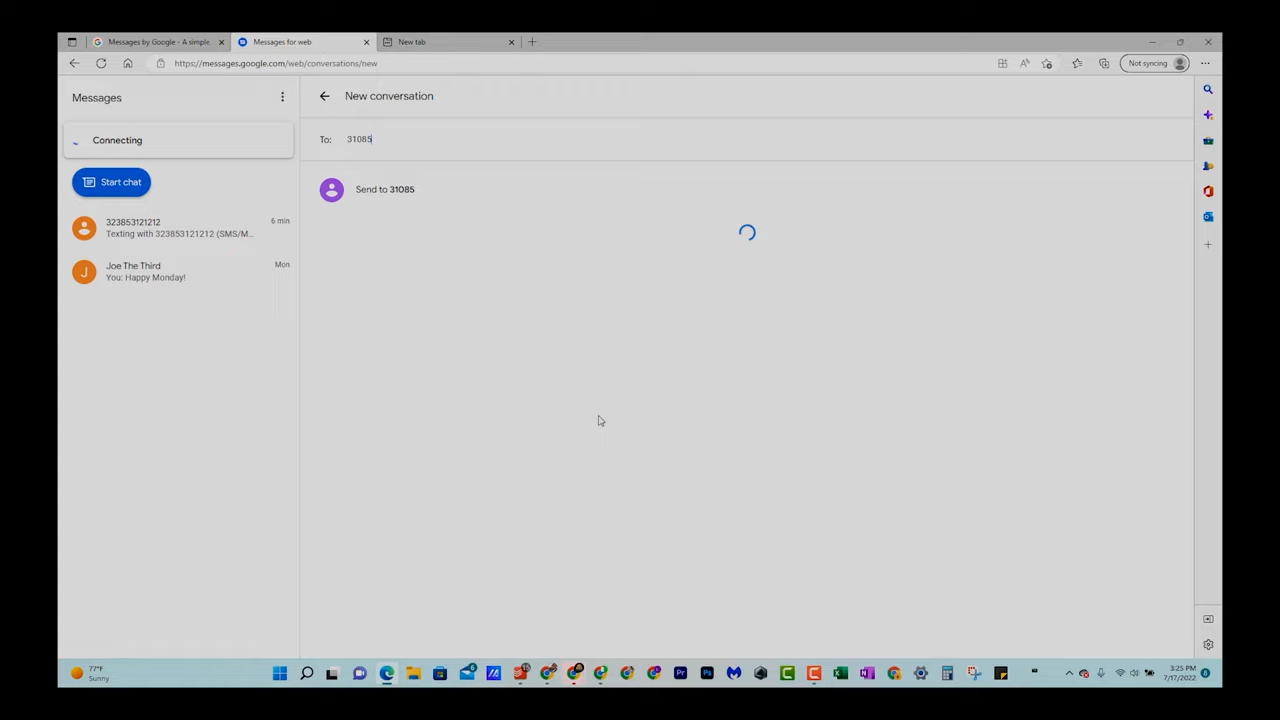 Messages by Google - A simple,
Messages for web
New tab
https://messages.google.com/web/conversations/new
Not syncing
Messages
New conversation
Connecting
To: 31085
Start chat
Send to 31085
323853121212
6 min
Texting with 323853121212 (SMS/M...
J
Joe The Third
Mon
You: Happy Monday!
77°F
Sunny
3:25 PM
7/17/2022